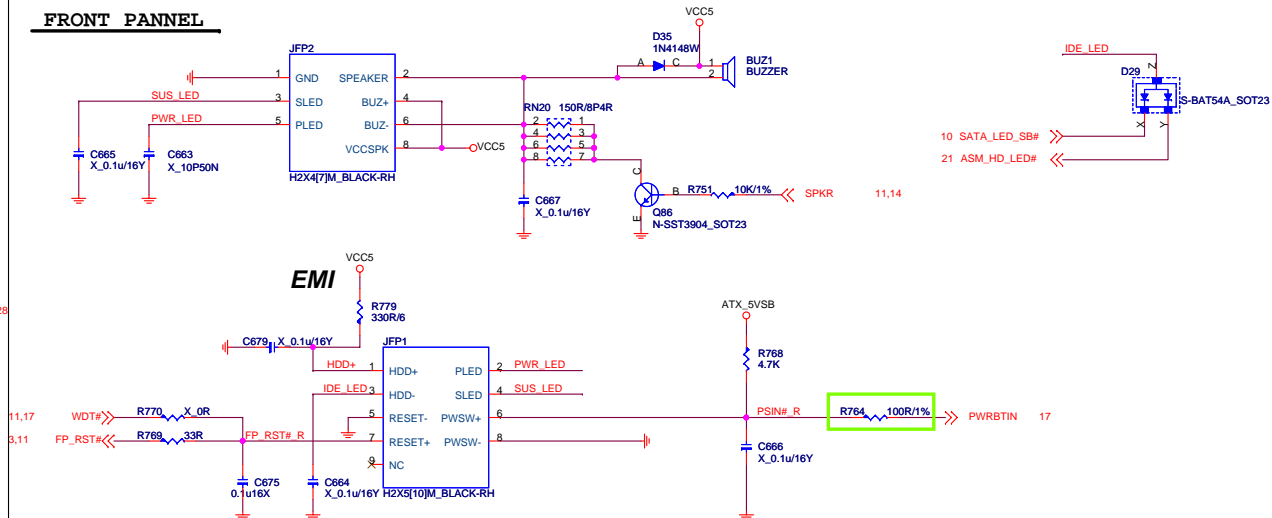 FRONT PANNEL
JFP2
1 GND SPEAKER 2
SUS_LED 3 SLED BUZ+ 4
PWR_LED 5 PLED BUZ- 6
VCCSPK 8 VCC5
H2X4[7]M_BLACK-RH
C665
X_0.1u/16Y
C663
X_10P50N
VCC5
D35
1N4148W
A C
1
2
BUZ1
BUZZER
RN20 150R/8P4R
2 1
4 3
6 5
8 7
C667
X_0.1u/16Y
C
B
E
Q86
N-SST3904_SOT23
R751 10K/1%
SPKR 11,14
IDE_LED
Z
D29
S-BAT54A_SOT23
X Y
10 SATA_LED_SB#
21 ASM_HD_LED#
EMI
VCC5
R779
330R/6
C679 X_0.1u/16Y
JFP1
HDD+ 1 HDD+ PLED 2 PWR_LED
IDE_LED 3 HDD- SLED 4 SUS_LED
5 RESET- PWSW+ 6
7 RESET+ PWSW- 8
9 NC
H2X5[10]M_BLACK-RH
28
11,17 WDT# R770 X_0R
3,11 FP_RST# R769 33R FP_RST#_R
C675
0.1u16X
C664
X_0.1u/16Y
ATX_5VSB
R768
4.7K
PSIN#_R R764 100R/1% PWRBTIN 17
C666
X_0.1u/16Y